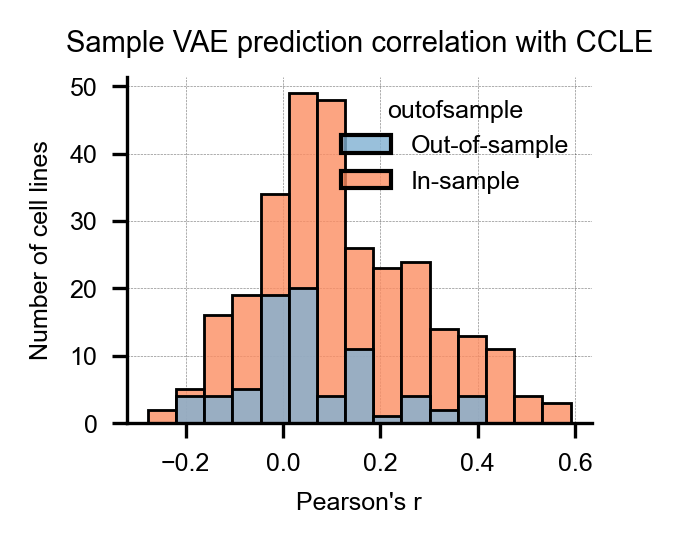 Sample VAE prediction correlation with CCLE
Number of cell lines
50
40
30
20
10
0
outofsample
Out-of-sample
In-sample
−0.2
0.0
0.2
0.4
0.6
Pearson's r